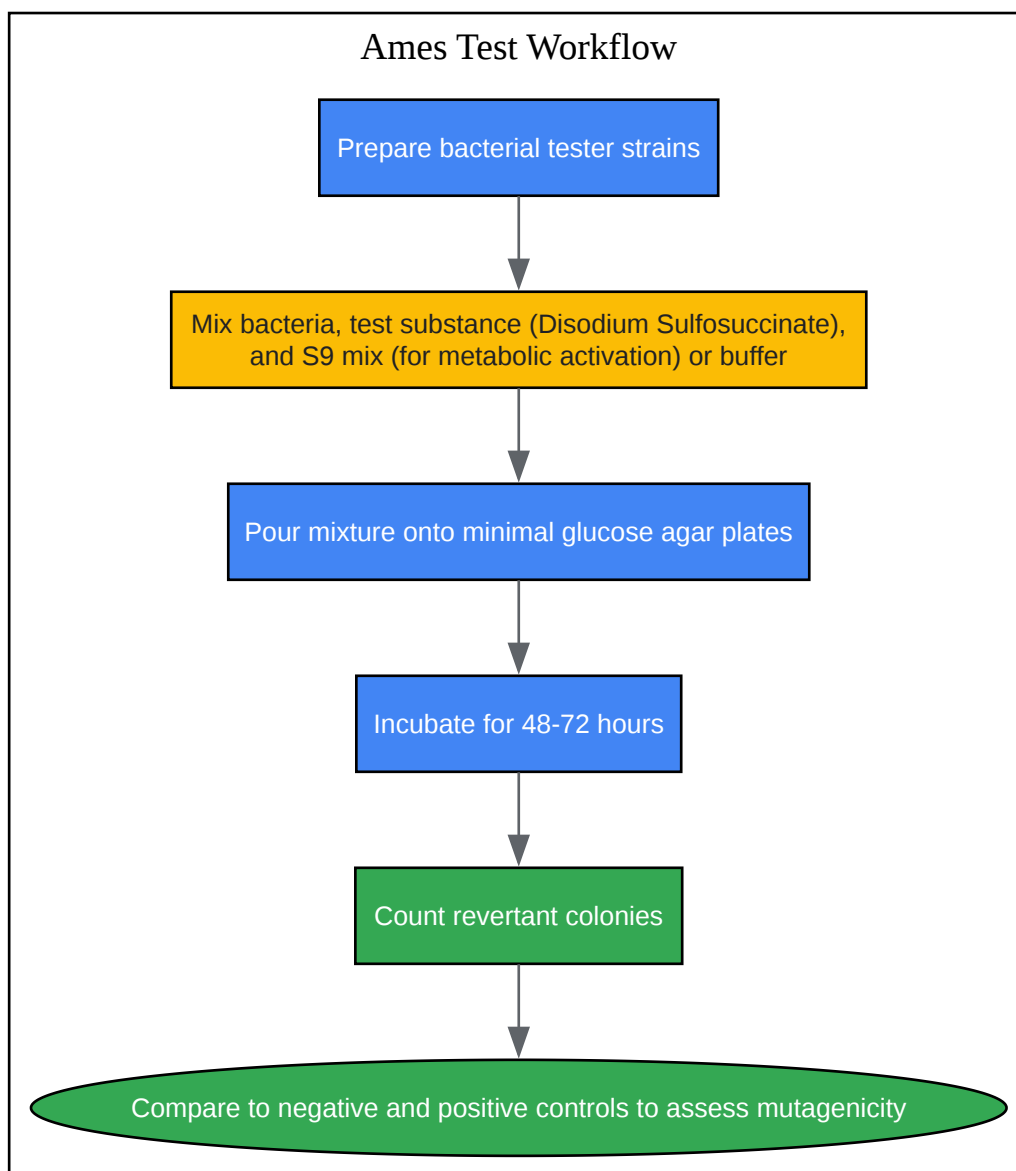 Ames Test Workflow
Prepare bacterial tester strains
Mix bacteria, test substance (Disodium Sulfosuccinate),
and S9 mix (for metabolic activation) or buffer
Pour mixture onto minimal glucose agar plates
Incubate for 48-72 hours
Count revertant colonies
Compare to negative and positive controls to assess mutagenicity